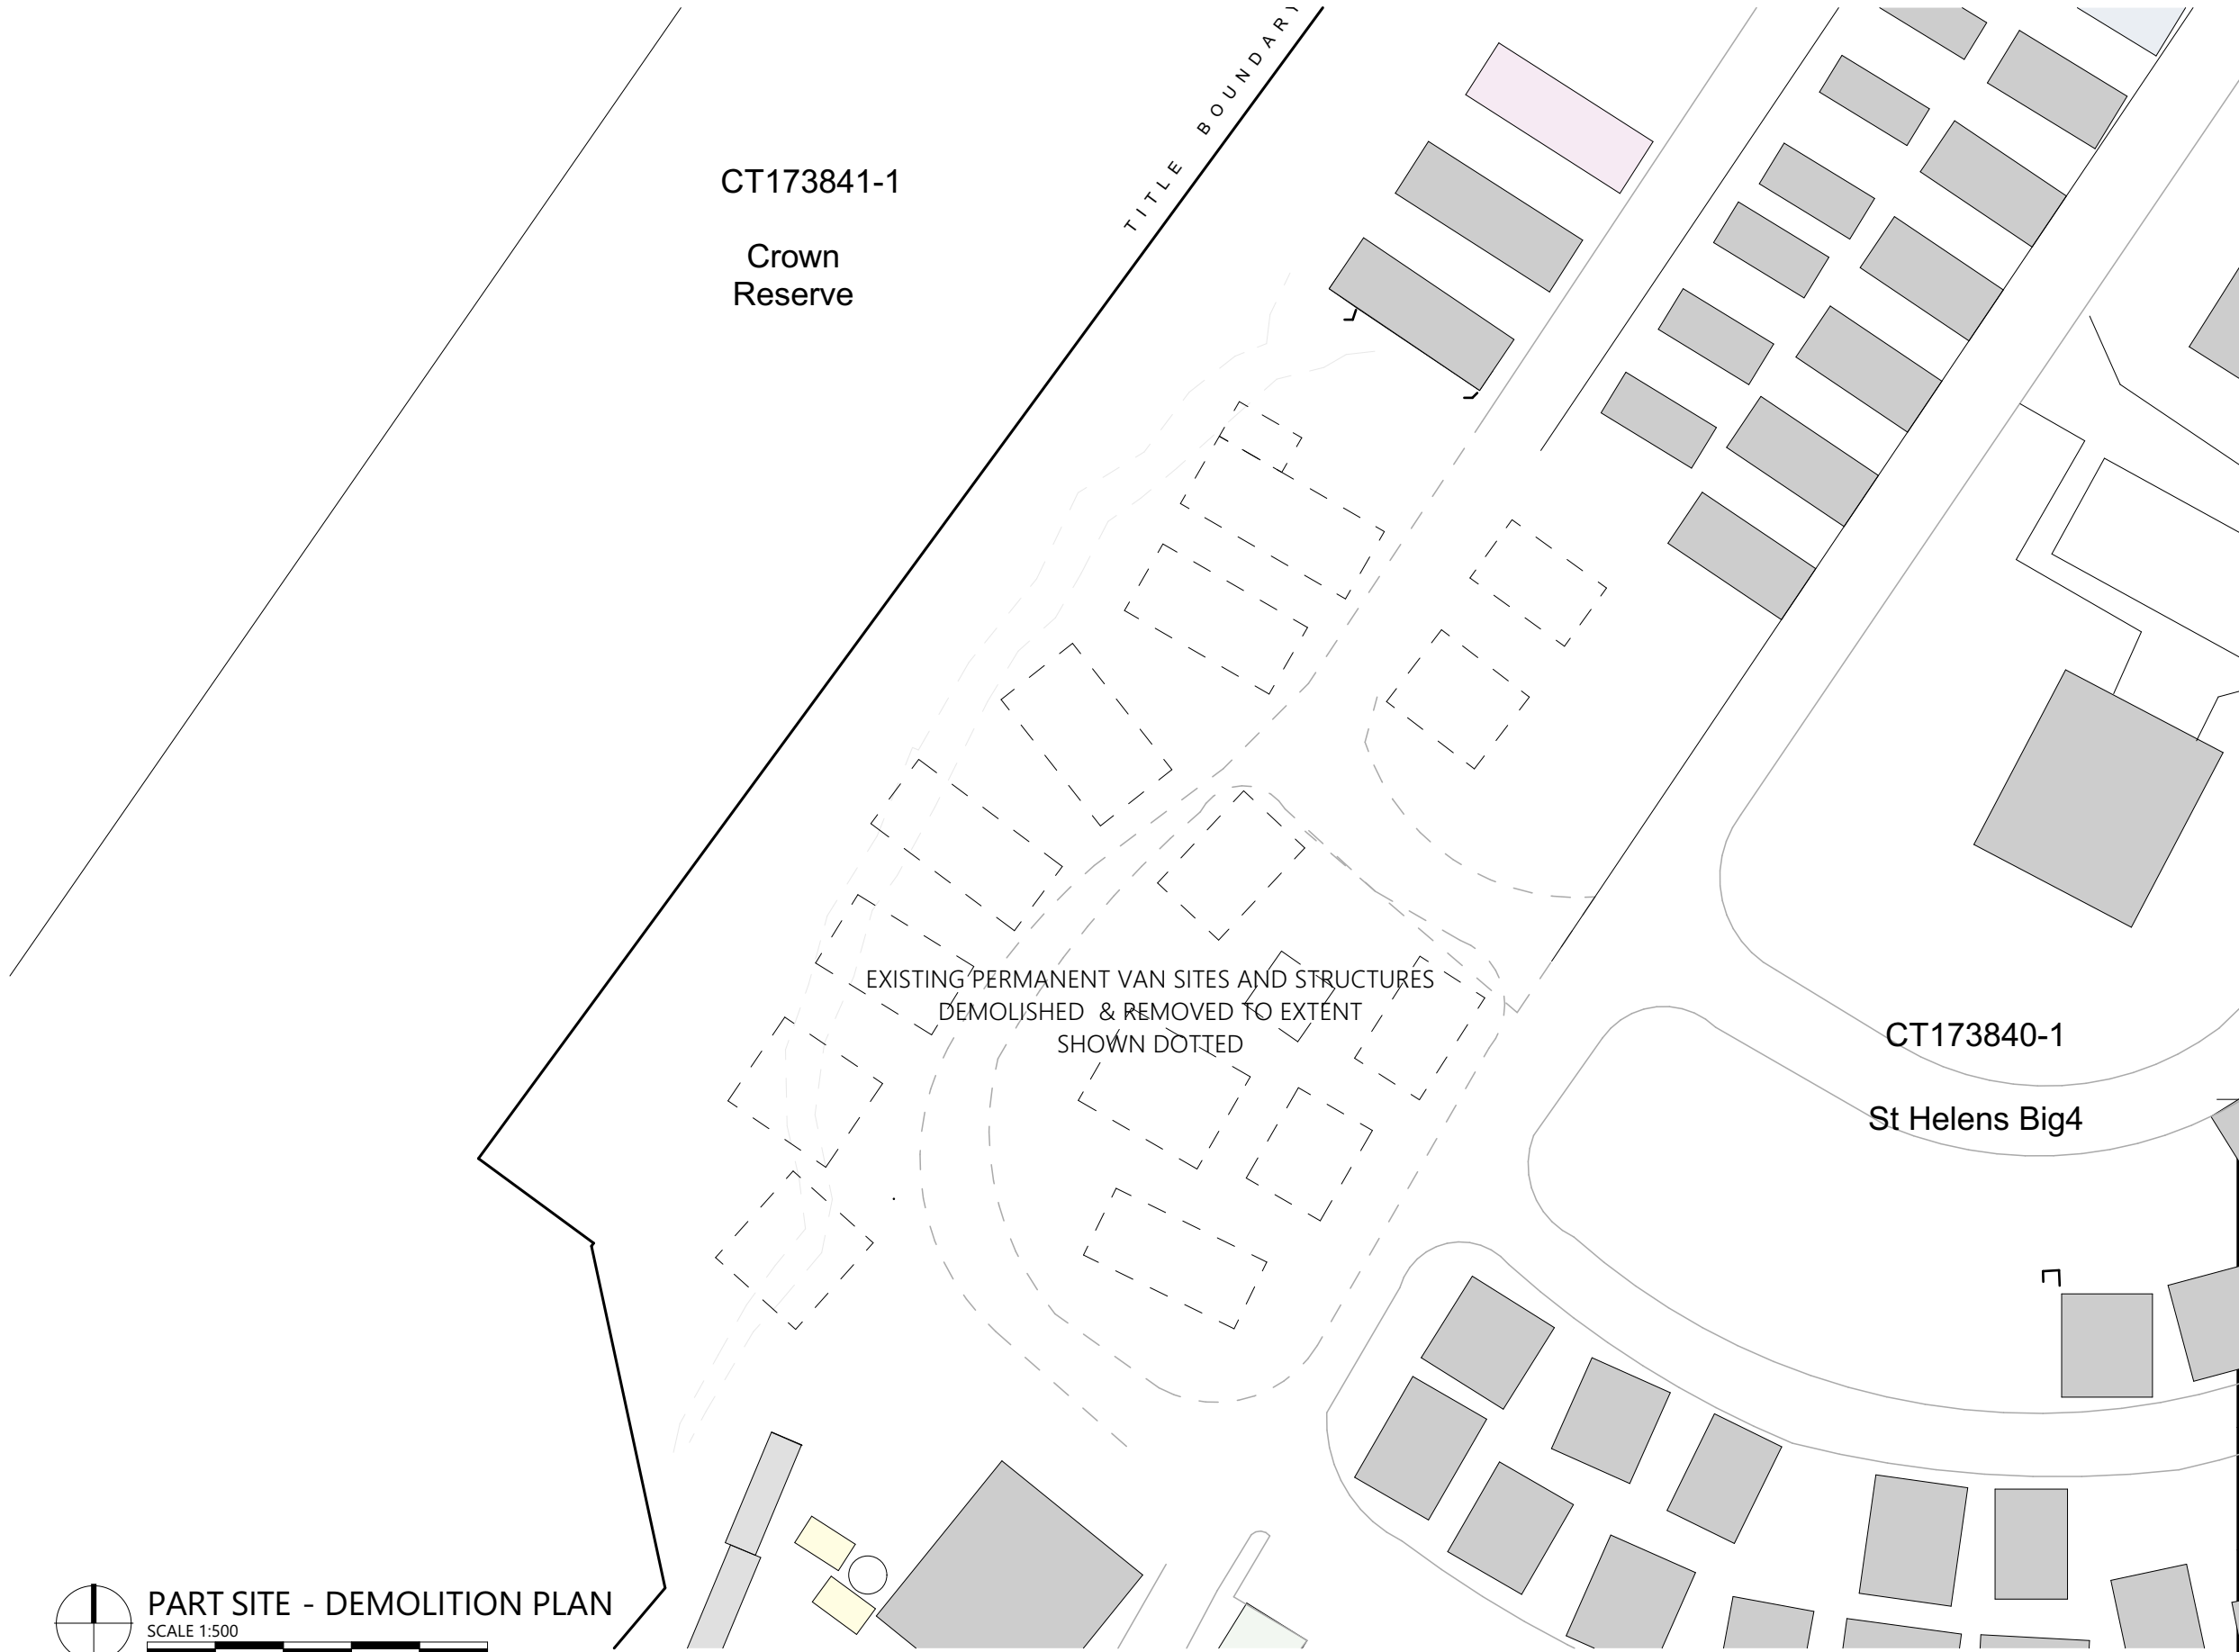 TITLE BOUNDARY
CT173841-1
Crown
Reserve
EXISTING PERMANENT VAN SITES AND STRUCTURES
DEMOLISHED & REMOVED TO EXTENT
SHOWN DOTTED
CT173840-1
St Helens Big4
PART SITE - DEMOLITION PLAN
SCALE 1:500